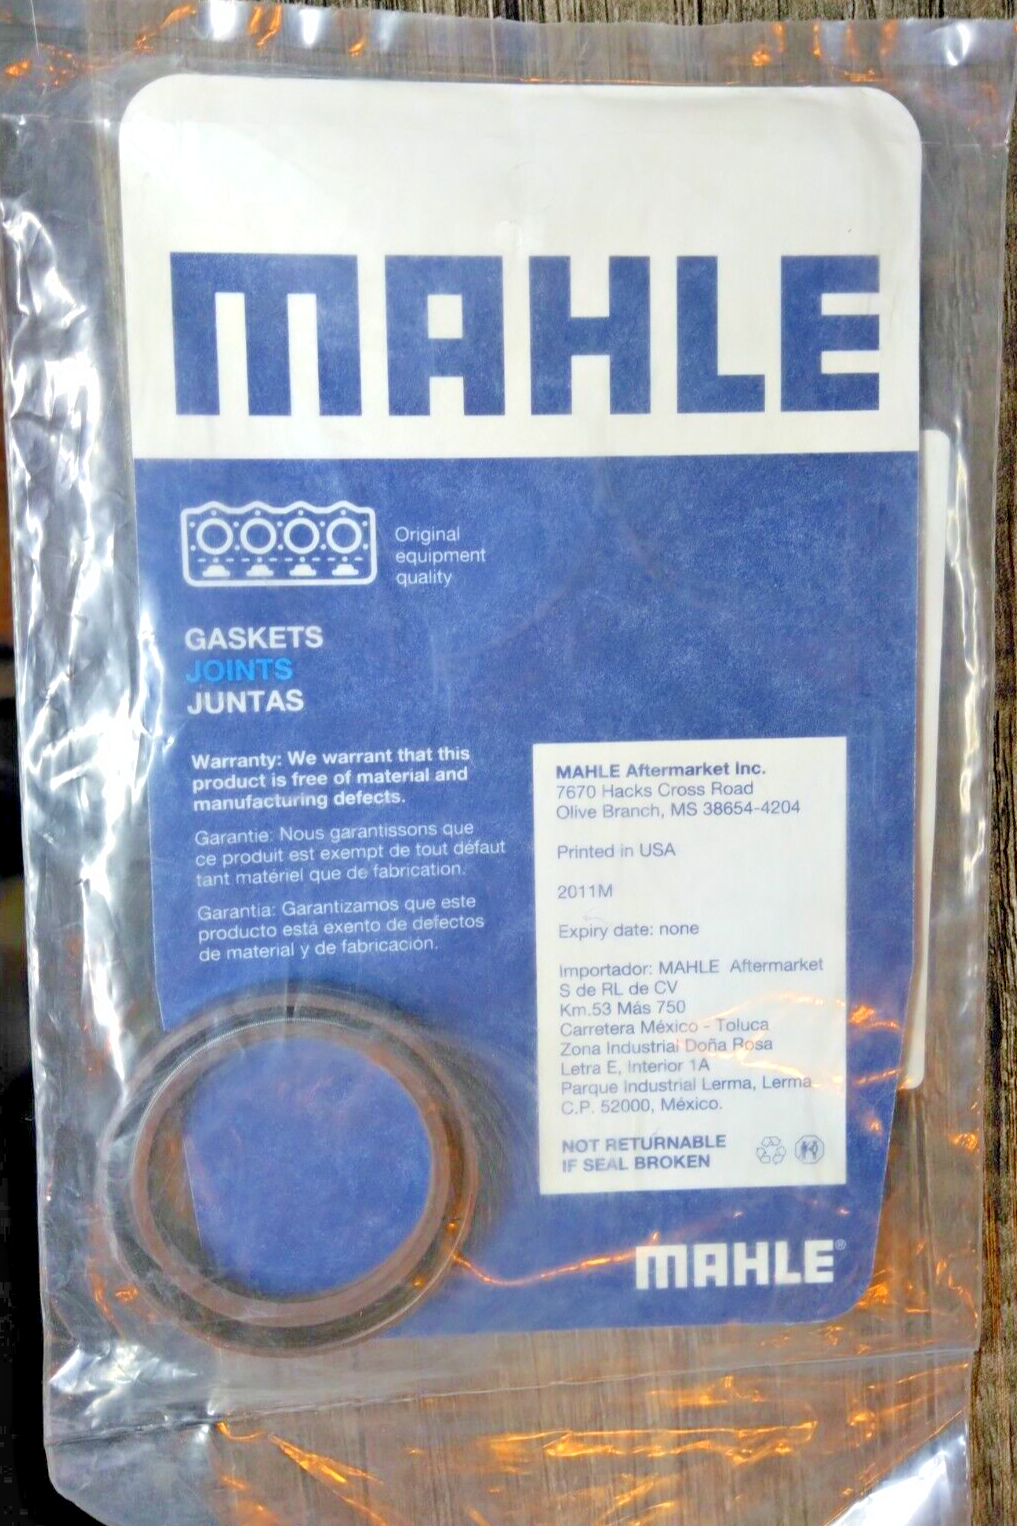 MAHLE
Original
equipment
quality
GASKETS
JOINTS
JUNTAS
Warranty: We warrant that this
product is free of material and
manufacturing defects.
Garantie: Nous garantissons que
ce produit est exempt de tout défaut
tant matériel que de fabrication.
Garantía: Garantizamos que este
producto está exento de defectos
de material y de fabricación.
MAHLE Aftermarket Inc.
7670 Hacks Cross Road
Olive Branch, MS 38654-4204
Printed in USA
2011M
Expiry date: none
Importador: MAHLE Aftermarket
S de RL de CV
Km.53 Más 750
Carretera México - Toluca
Zona Industrial Doña Rosa
Letra E, Interior 1A
Parque Industrial Lerma, Lerma
C.P. 52000, México.
NOT RETURNABLE
IF SEAL BROKEN
MAHLE®